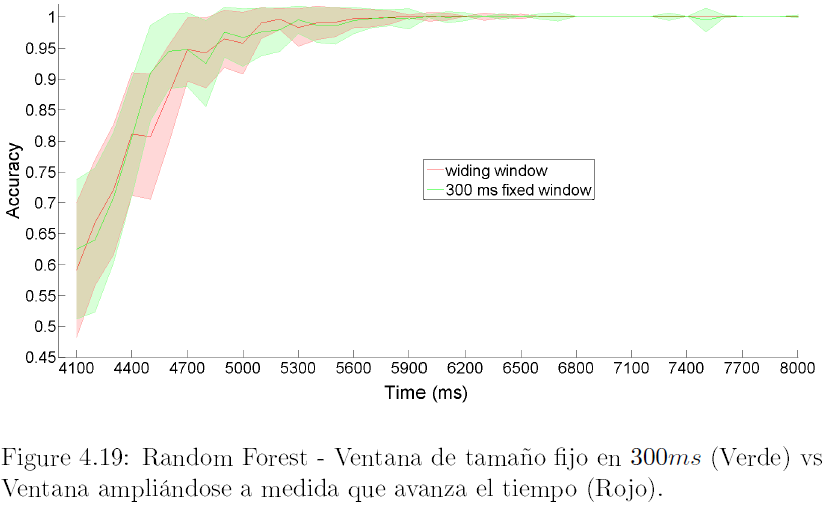 1
0.95
0.9
0.85
0.8
0.75
0.7
0.65
0.6
0.55
0.5
0.45
Accuracy
widing window
300 ms fixed window
4100 4400 4700 5000 5300 5600 5900 6200 6500 6800 7100 7400 7700 8000
Time (ms)
Figure 4.19: Random Forest - Ventana de tamaño fijo en 300ms (Verde) vs
Ventana ampliándose a medida que avanza el tiempo (Rojo).